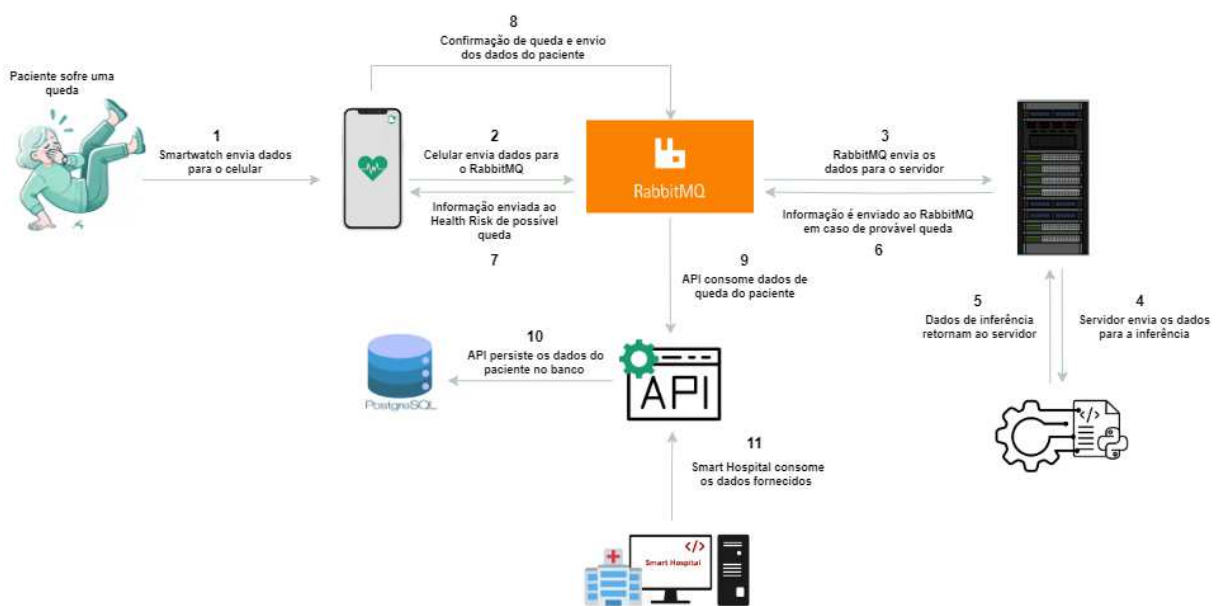 8
Confirmação de queda e envio
dos dados do paciente
Paciente sofre uma
queda
1
Smartwatch envia dados
para o celular
2
Celular envia dados para
o RabbitMQ
RabbitMQ
3
RabbitMQ envia os
dados para o servidor
Informação enviada ao
Health Risk de possível
queda
7
Informação é enviado ao RabbitMQ
em caso de provável queda
6
9
API consome dados de
queda do paciente
5
Dados de inferência
retornam ao servidor
4
Servidor envia os dados
para a inferência
10
API persiste os dados do
paciente no banco
PostgreSQL
API
</>
11
Smart Hospital consome
os dados fornecidos
</>
Smart Hospital